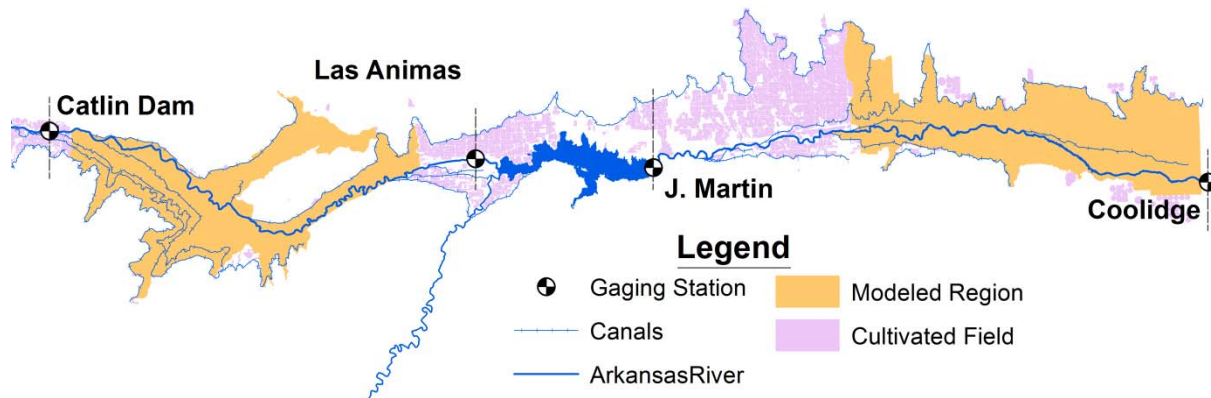 Las Animas
Catlin Dam
J. Martin
Coolidge
Legend
Gaging Station
Canals
ArkansasRiver
Modeled Region
Cultivated Field